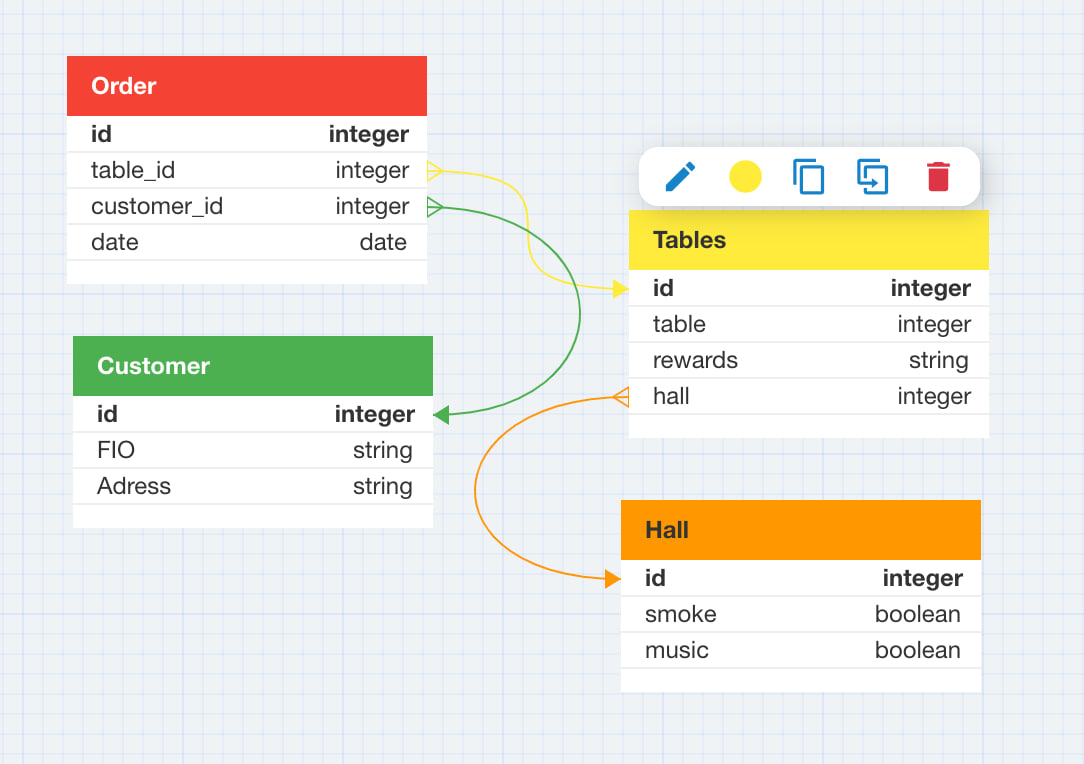 Order
id integer
table_id integer
customer_id integer
date date
Customer
id integer
FIO string
Adress string
Tables
id integer
table integer
rewards string
hall integer
Hall
id integer
smoke boolean
music boolean